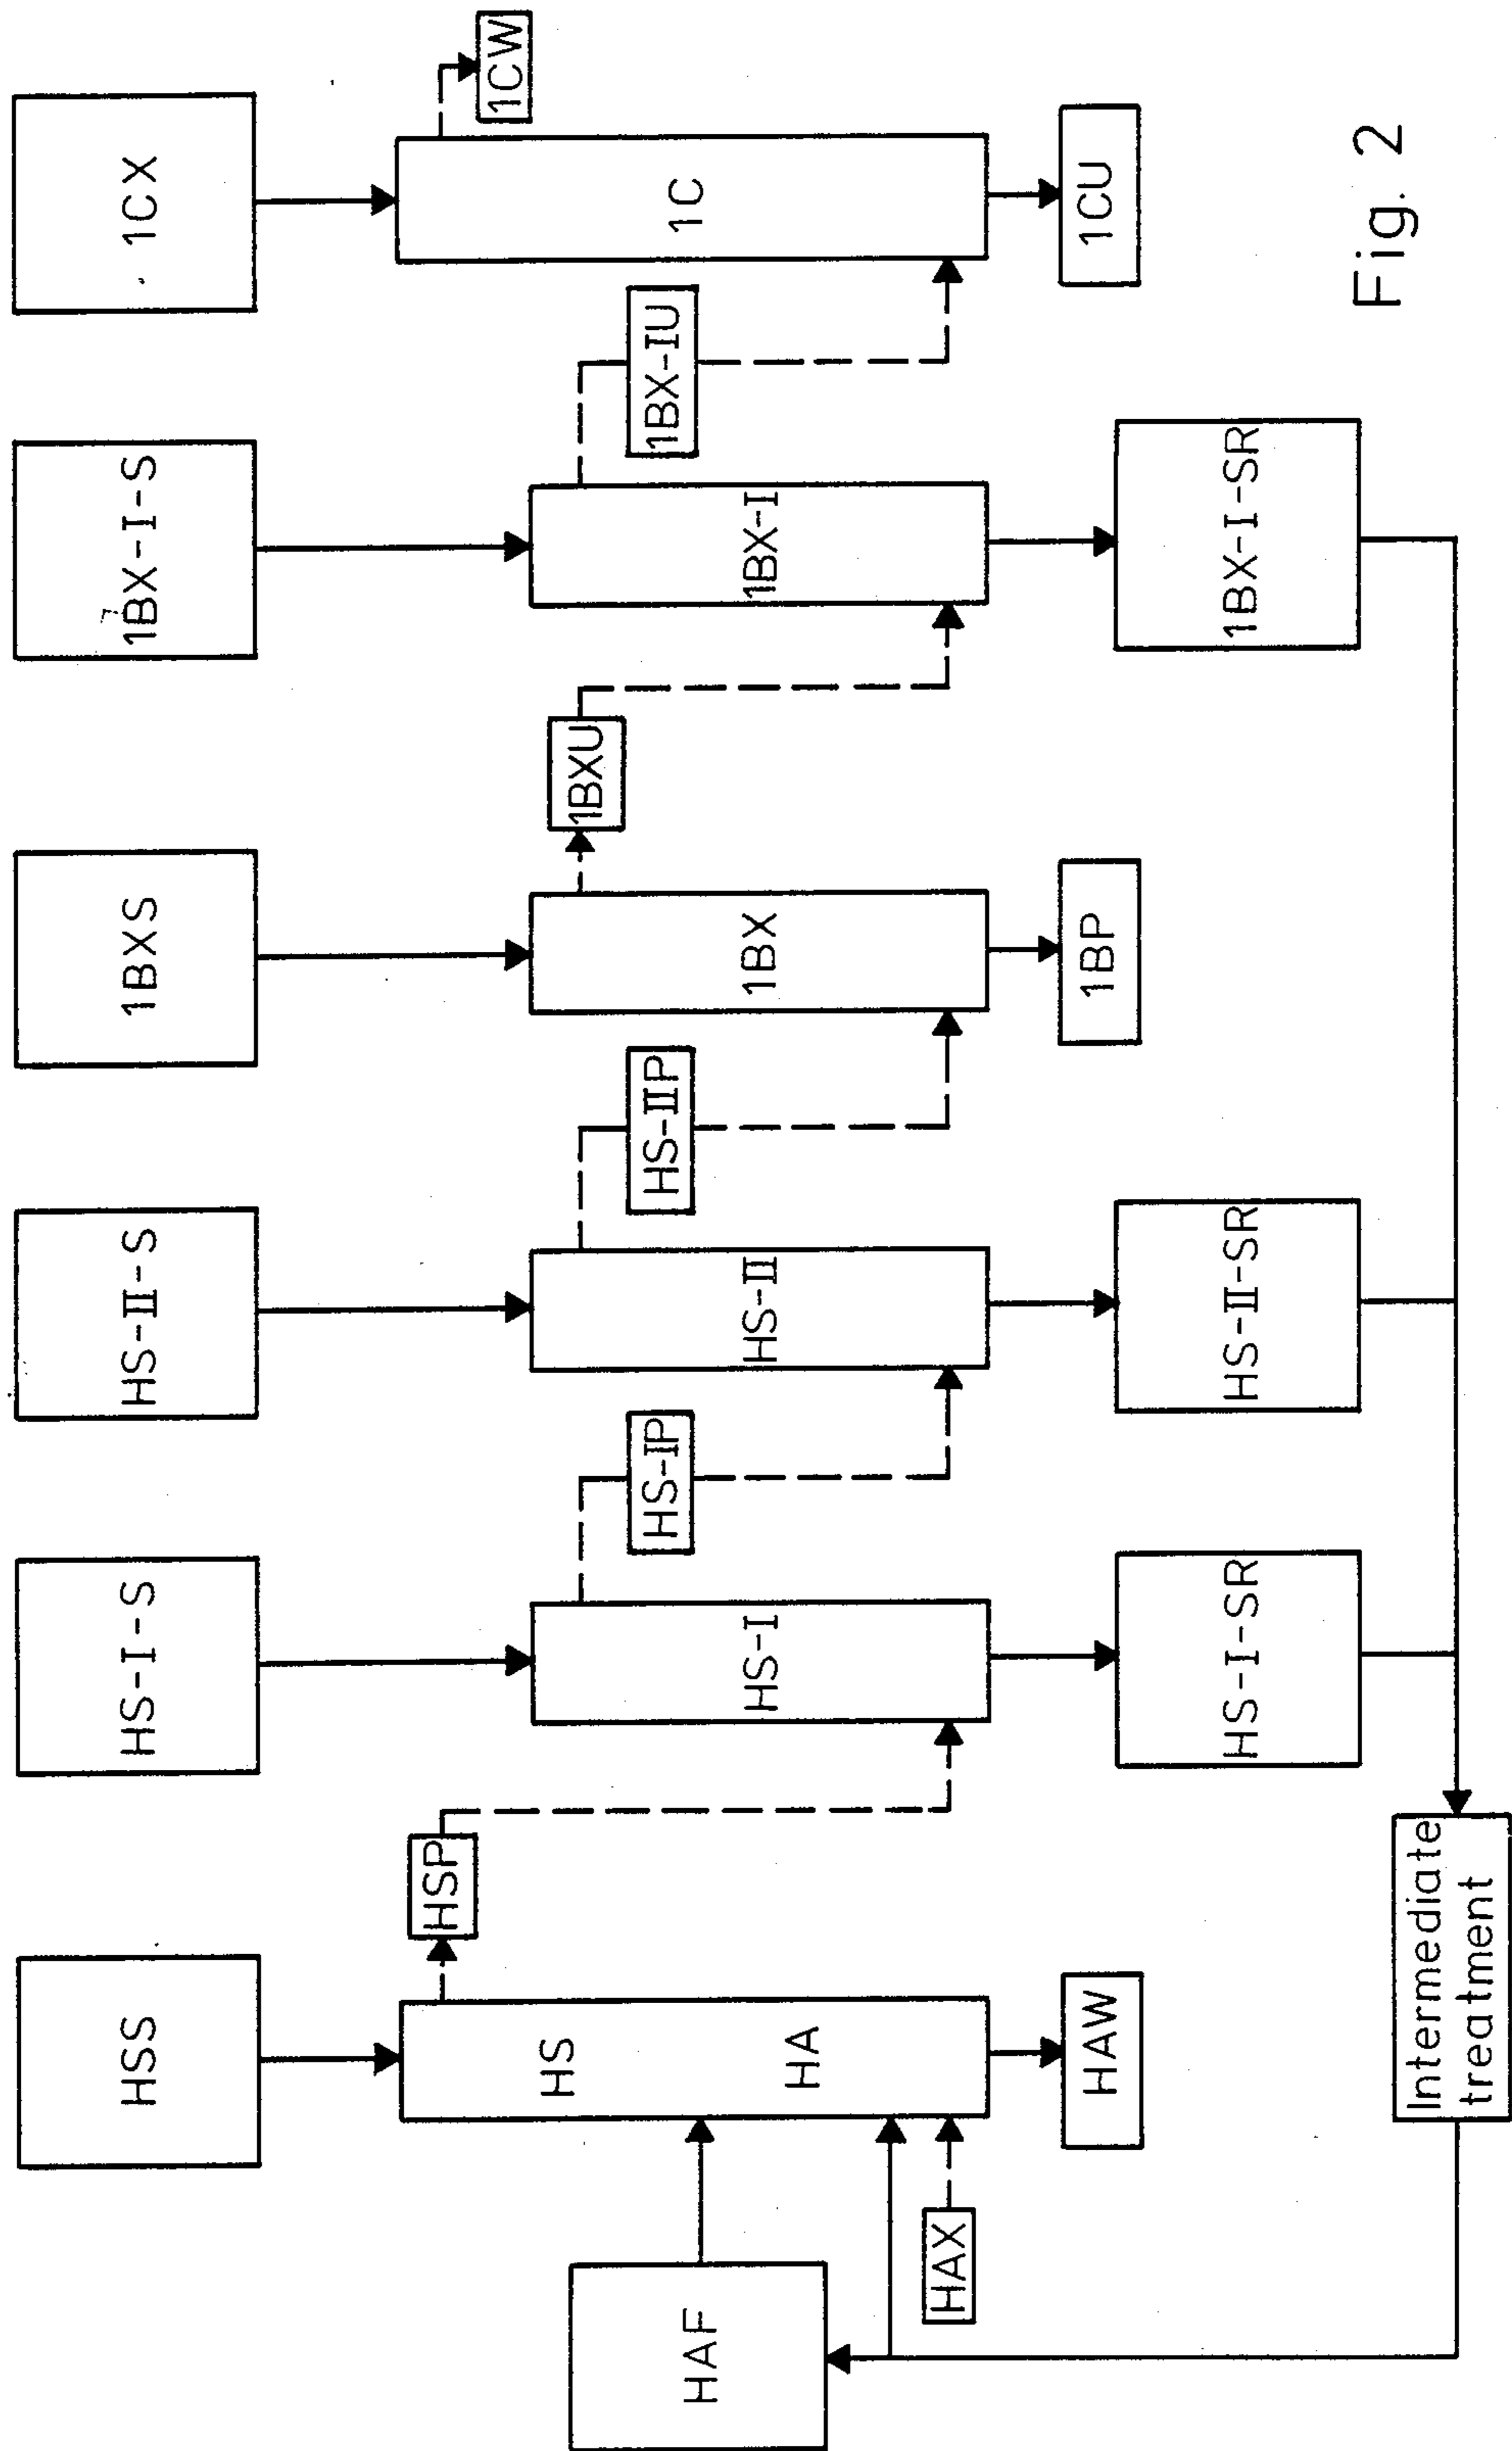 HSS
HS-I-S
HS-II-S
1BXS
1BX-I-S
1CX
HSP
1CW
HS
HA
HS-I
HS-II
1BX
1BX-I
1C
HS-IP
HS-IIP
1BXU
1BX-IU
HAF
HAX
HAW
HS-I-SR
HS-II-SR
1BP
1BX-I-SR
1CU
Intermediate
treatment
Fig. 2